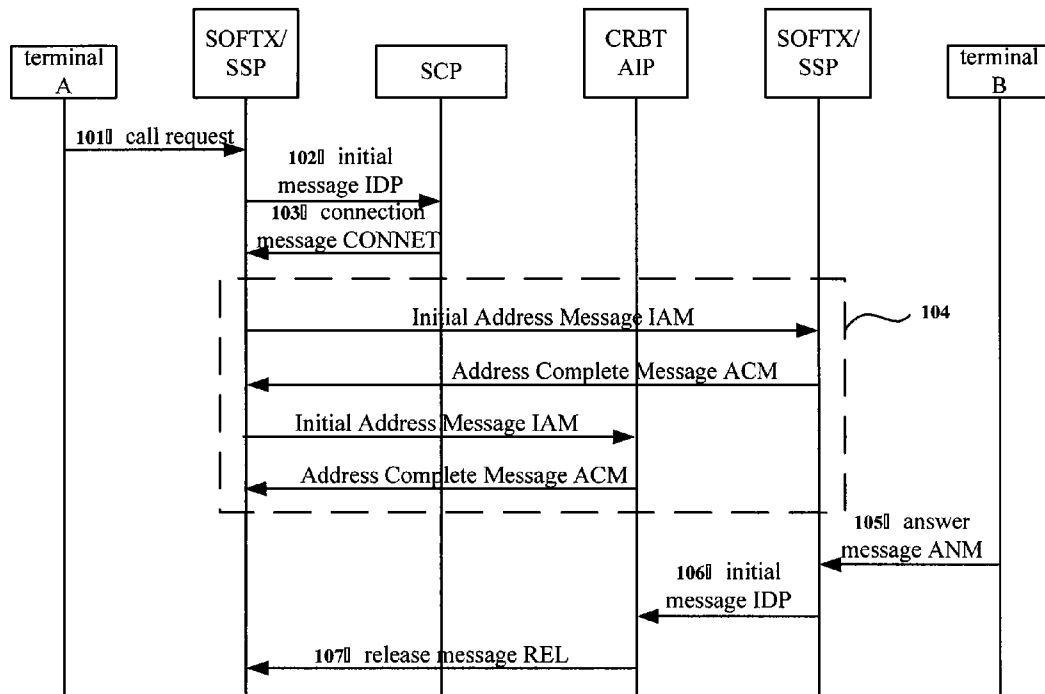 terminal
A
SOFTX/
SSP
SCP
CRBT
AIP
SOFTX/
SSP
terminal
B
101▯ call request
102▯ initial
message IDP
103▯ connection
message CONNET
Initial Address Message IAM
104
Address Complete Message ACM
Initial Address Message IAM
Address Complete Message ACM
105▯ answer
message ANM
106▯ initial
message IDP
107▯ release message REL